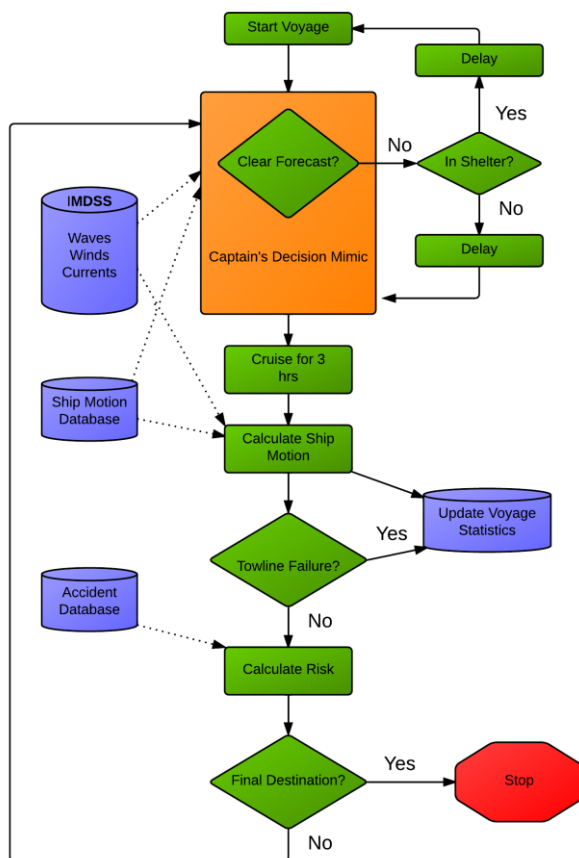 Start Voyage
Delay
Yes
Clear Forecast?
No
In Shelter?
No
IMDSS
Waves
Winds
Currents
Captain's Decision Mimic
Delay
Cruise for 3
hrs
Ship Motion
Database
Calculate Ship
Motion
Update Voyage
Statistics
Yes
Towline Failure?
Accident
Database
No
Calculate Risk
Final Destination?
Yes
Stop
No